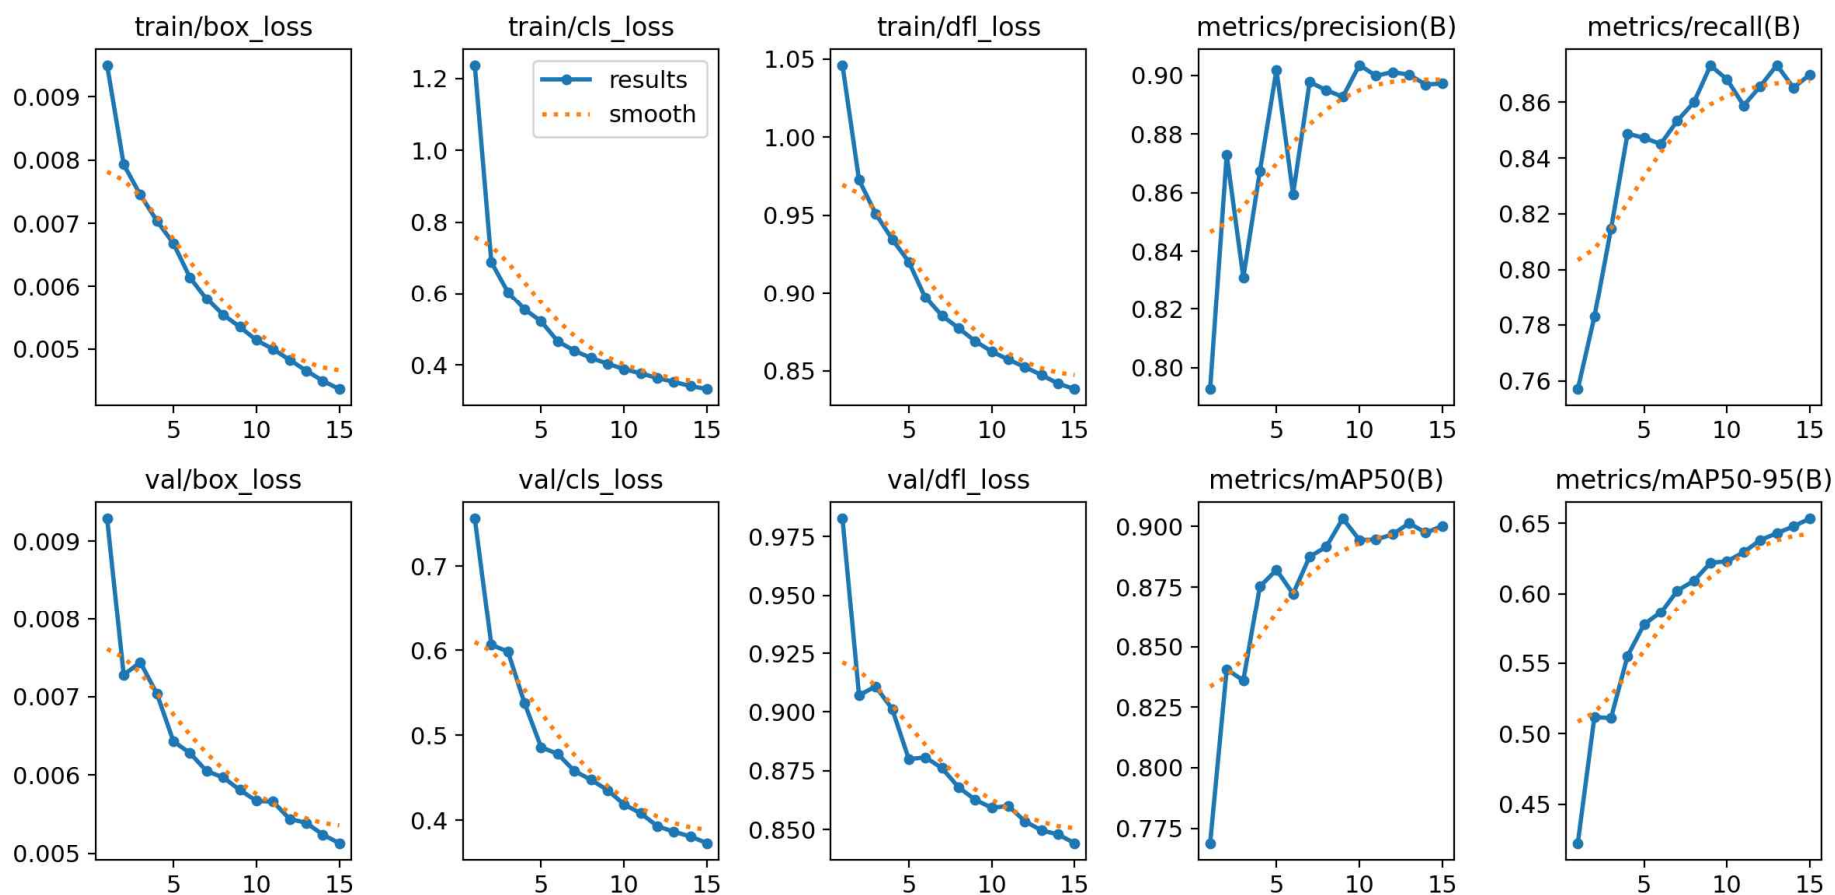 train/box_loss
0.009
0.008
0.007
0.006
0.005
5 10 15
train/cls_loss
results
smooth
1.2
1.0
0.8
0.6
0.4
5 10 15
train/dfl_loss
1.05
1.00
0.95
0.90
0.85
5 10 15
metrics/precision(B)
0.90
0.88
0.86
0.84
0.82
0.80
5 10 15
metrics/recall(B)
0.86
0.84
0.82
0.80
0.78
0.76
5 10 15
val/box_loss
0.009
0.008
0.007
0.006
0.005
5 10 15
val/cls_loss
0.7
0.6
0.5
0.4
5 10 15
val/dfl_loss
0.975
0.950
0.925
0.900
0.875
0.850
5 10 15
metrics/mAP50(B)
0.900
0.875
0.850
0.825
0.800
0.775
5 10 15
metrics/mAP50-95(B)
0.65
0.60
0.55
0.50
0.45
5 10 15